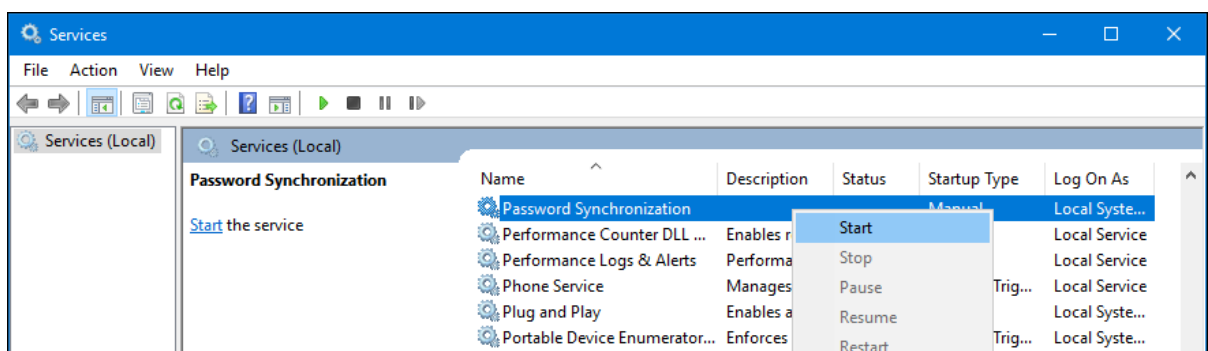 Services
File Action View Help
Services (Local)
Services (Local)
Password Synchronization
Start the service
Name Description Status Startup Type Log On As
Password Synchronization Manual Local Syste...
Performance Counter DLL ... Enables r Local Service
Performance Logs & Alerts Performa Local Service
Phone Service Manages Trig... Local Service
Plug and Play Enables a Local Syste...
Portable Device Enumerator... Enforces Trig... Local Syste...
Start
Stop
Pause
Resume
Restart